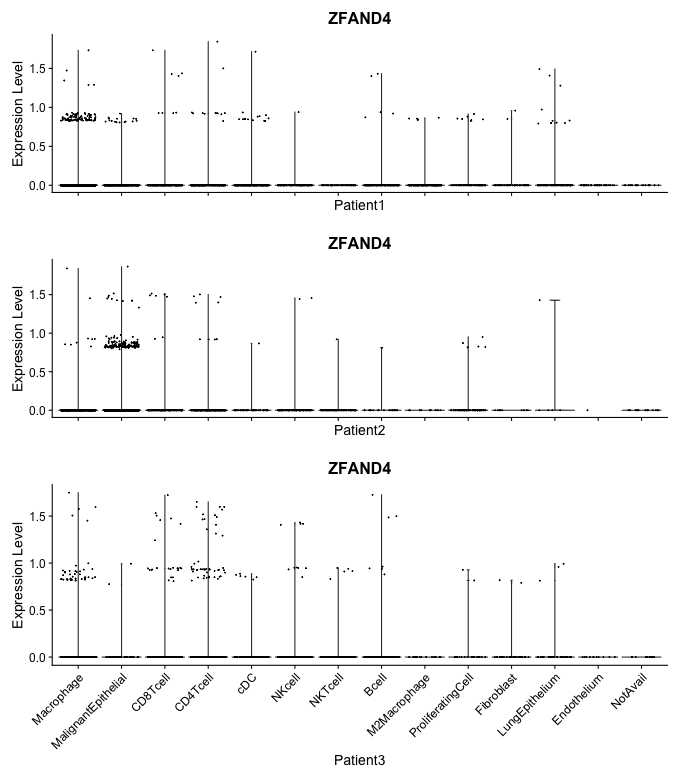 ZFAND4
Expression Level
1.5
1.0
0.5
0.0
Patient1
ZFAND4
Expression Level
1.5
1.0
0.5
0.0
Patient2
ZFAND4
Expression Level
1.5
1.0
0.5
0.0
Macrophage
MalignantEpithelial
CD8Tcell
CD4Tcell
cDC
NKcell
NKTcell
Bcell
M2Macrophage
ProliferatingCell
Fibroblast
LungEpithelium
Endothelium
NotAvail
Patient3